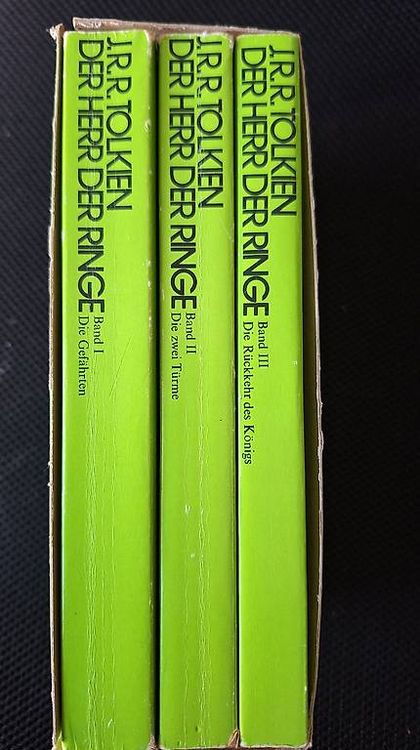 J.R.R. TOLKIEN
DER HERR DER RINGE
Band I
Die Gefährten
J.R.R. TOLKIEN
DER HERR DER RINGE
Band II
Die zwei Türme
J.R.R. TOLKIEN
DER HERR DER RINGE
Band III
Die Rückkehr des Königs